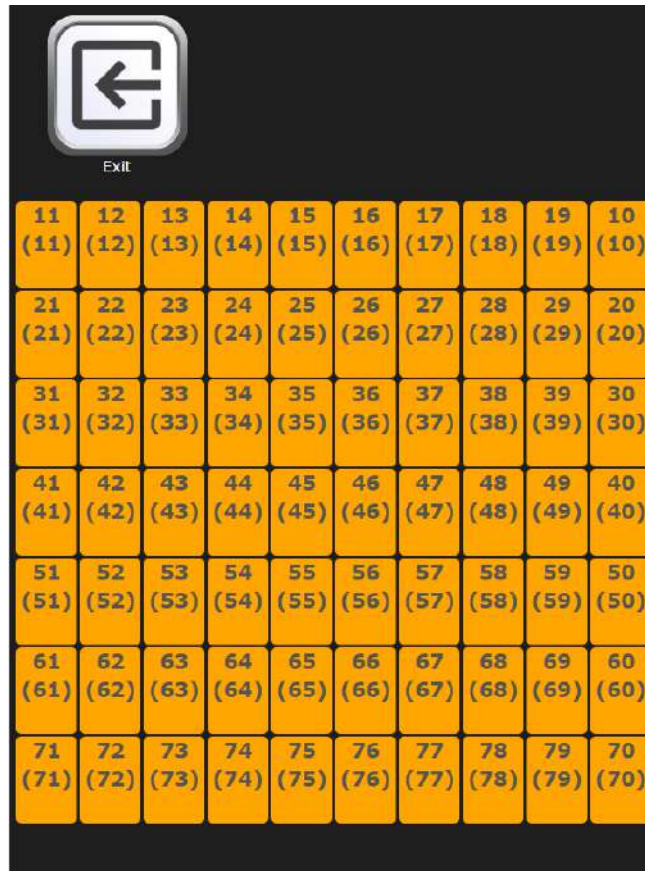 Exit
11 12 13 14 15 16 17 18 19 10
(11) (12) (13) (14) (15) (16) (17) (18) (19) (10)
21 22 23 24 25 26 27 28 29 20
(21) (22) (23) (24) (25) (26) (27) (28) (29) (20)
31 32 33 34 35 36 37 38 39 30
(31) (32) (33) (34) (35) (36) (37) (38) (39) (30)
41 42 43 44 45 46 47 48 49 40
(41) (42) (43) (44) (45) (46) (47) (48) (49) (40)
51 52 53 54 55 56 57 58 59 50
(51) (52) (53) (54) (55) (56) (57) (58) (59) (50)
61 62 63 64 65 66 67 68 69 60
(61) (62) (63) (64) (65) (66) (67) (68) (69) (60)
71 72 73 74 75 76 77 78 79 70
(71) (72) (73) (74) (75) (76) (77) (78) (79) (70)